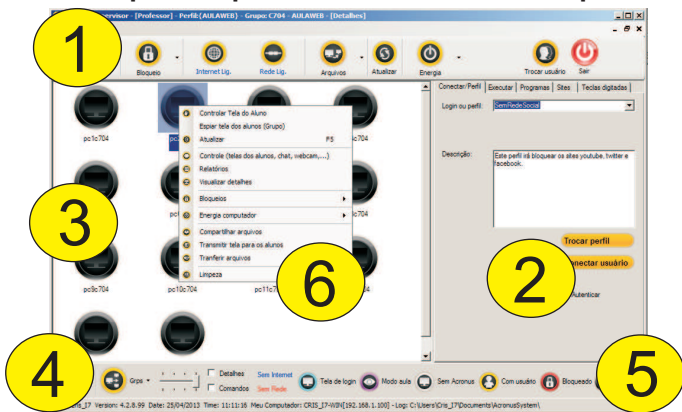 ervisor - [Professor] - Perfil:{AULAWEB} - Grupo: C704 - AULAWEB - [Detalhes]
1
Bloqueio
Internet Lig.
Rede Lig.
Arquivos
Atualizar
Energia
Trocar usuário
Sair
Conectar/Perfil
Executar
Programas
Sites
Teclas digitadas
Login ou perfil:
SemRedeSocial
Descrição:
Este perfil irá bloquear os sites youtube, twitter e
facebook.
Trocar perfil
onectar usuário
Autenticar
2
pc1c704
c704
Controlar Tela do Aluno
Espiar tela dos alunos (Grupo)
Atualizar F5
Controle (telas dos alunos, chat, webcam,...)
Relatórios
Visualizar detalhes
Bloqueios
Energia computador
Compartilhar arquivos
Transmitir tela para os alunos
Tranferir arquivos
Limpeza
3
c704
6
pc9c704
pc10c704
pc11c7
04
4
Grps
Detalhes
Comandos
Sem Internet
Sem Rede
Tela de login
Modo aula
Sem Acronus
Com usuário
Bloqueado
5
ris_I7 Version: 4.2.8.99 Date: 25/04/2013 Time: 11:11:16 Meu Computador: CRIS_I7-WIN[192.168.1.100] - Log: C:\Users\Cris_I7\Documents\AcronusSystem\